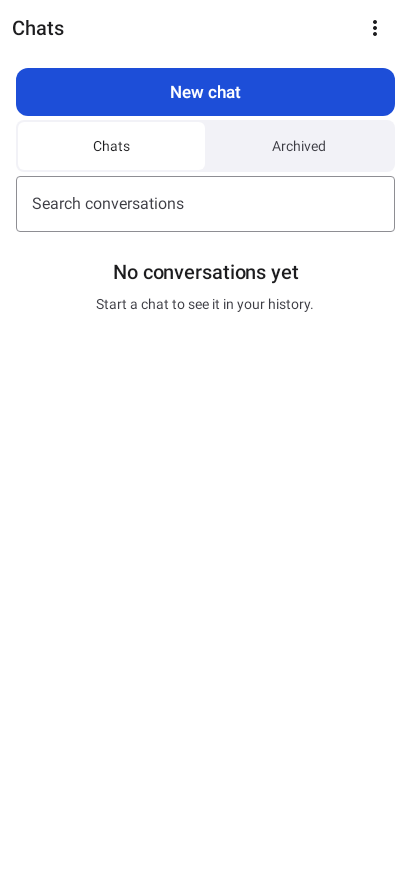 Chats
New chat
Chats
Archived
Search conversations
No conversations yet
Start a chat to see it in your history.